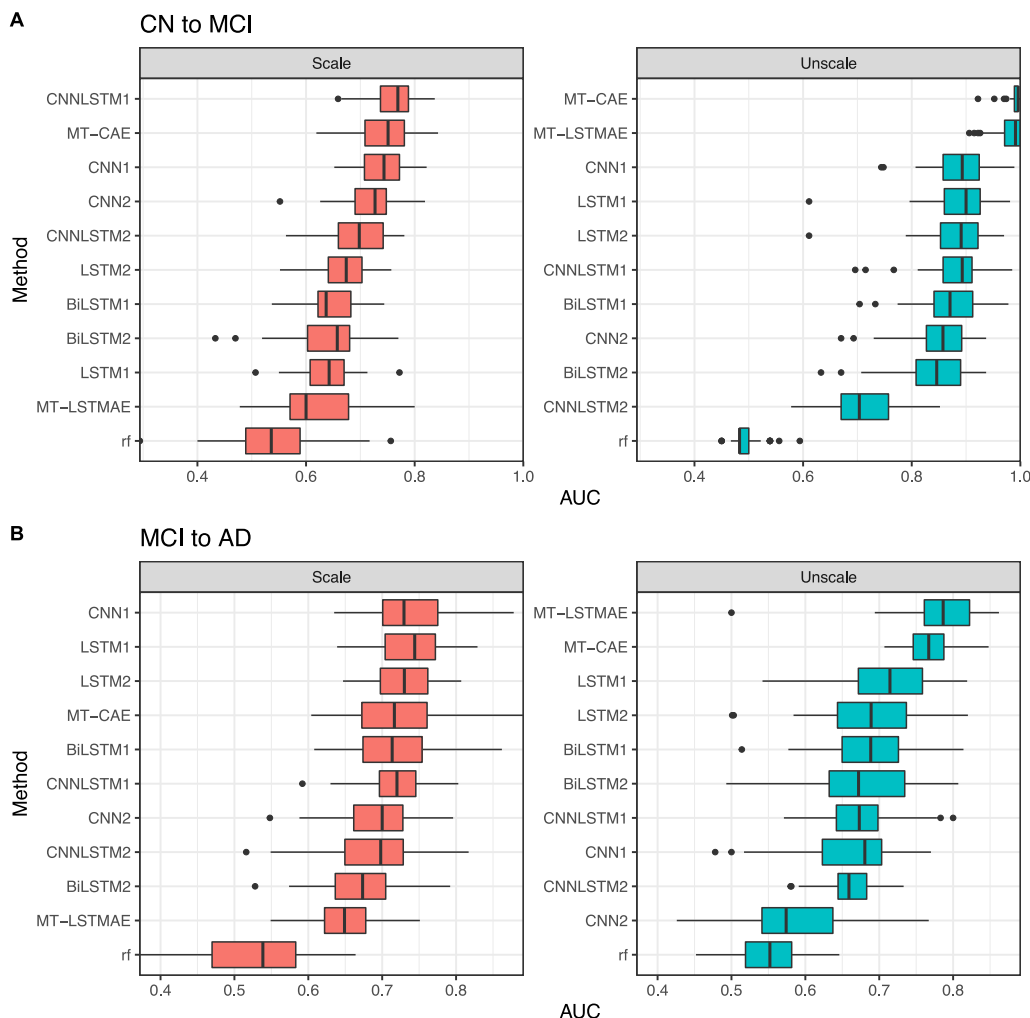 A
CN to MCI
Scale
Unscale
Method
CNNLSTM1
MT−CAE
CNN1
CNN2
CNNLSTM2
LSTM2
BiLSTM1
BiLSTM2
LSTM1
MT−LSTMAE
rf
0.4 0.6 0.8 1.0
MT−CAE
MT−LSTMAE
CNN1
LSTM1
LSTM2
CNNLSTM1
BiLSTM1
CNN2
BiLSTM2
CNNLSTM2
rf
0.4 0.6 0.8 1.0
AUC
B
MCI to AD
Scale
Unscale
Method
CNN1
LSTM1
LSTM2
MT−CAE
BiLSTM1
CNNLSTM1
CNN2
CNNLSTM2
BiLSTM2
MT−LSTMAE
rf
0.4 0.5 0.6 0.7 0.8
MT−LSTMAE
MT−CAE
LSTM1
LSTM2
BiLSTM1
BiLSTM2
CNNLSTM1
CNN1
CNNLSTM2
CNN2
rf
0.4 0.5 0.6 0.7 0.8
AUC